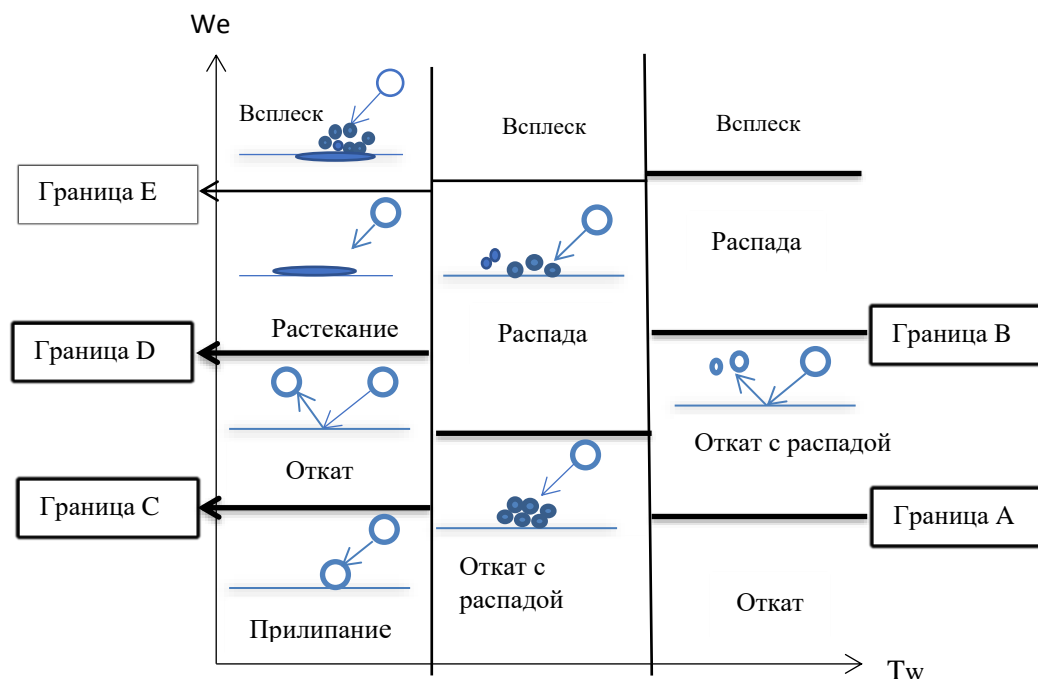 We
Всплеск
Всплеск
Всплеск
Граница E
Распада
Растекание
Распада
Граница D
Граница B
Откат с распадой
Откат
Граница C
Граница A
Откат с
распадой
Откат
Прилипание
Tw